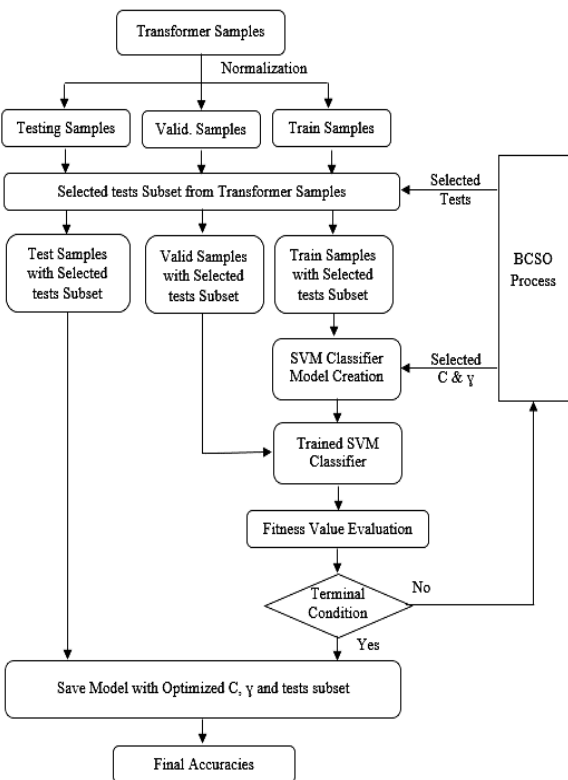 Transformer Samples
Normalization
Testing Samples
Valid. Samples
Train Samples
Selected tests Subset from Transformer Samples
Selected
Tests
BCSO
Process
Test Samples
with Selected
tests Subset
Valid Samples
with Selected
tests Subset
Train Samples
with Selected
tests Subset
SVM Classifier
Model Creation
Selected
C & γ
Trained SVM
Classifier
Fitness Value Evaluation
Terminal
Condition
No
Yes
Save Model with Optimized C, γ and tests subset
Final Accuracies